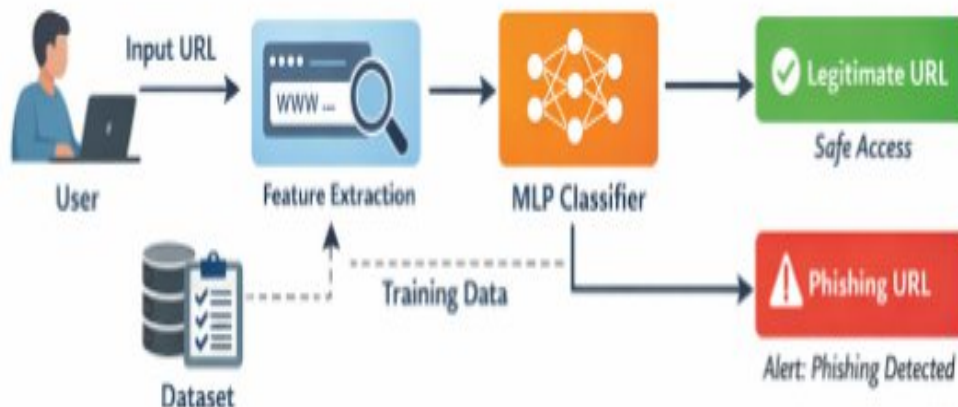 Input URL
WWW ...
Legitimate URL
Safe Access
User
Feature Extraction
MLP Classifier
Training Data
Phishing URL
Alert: Phishing Detected
Dataset